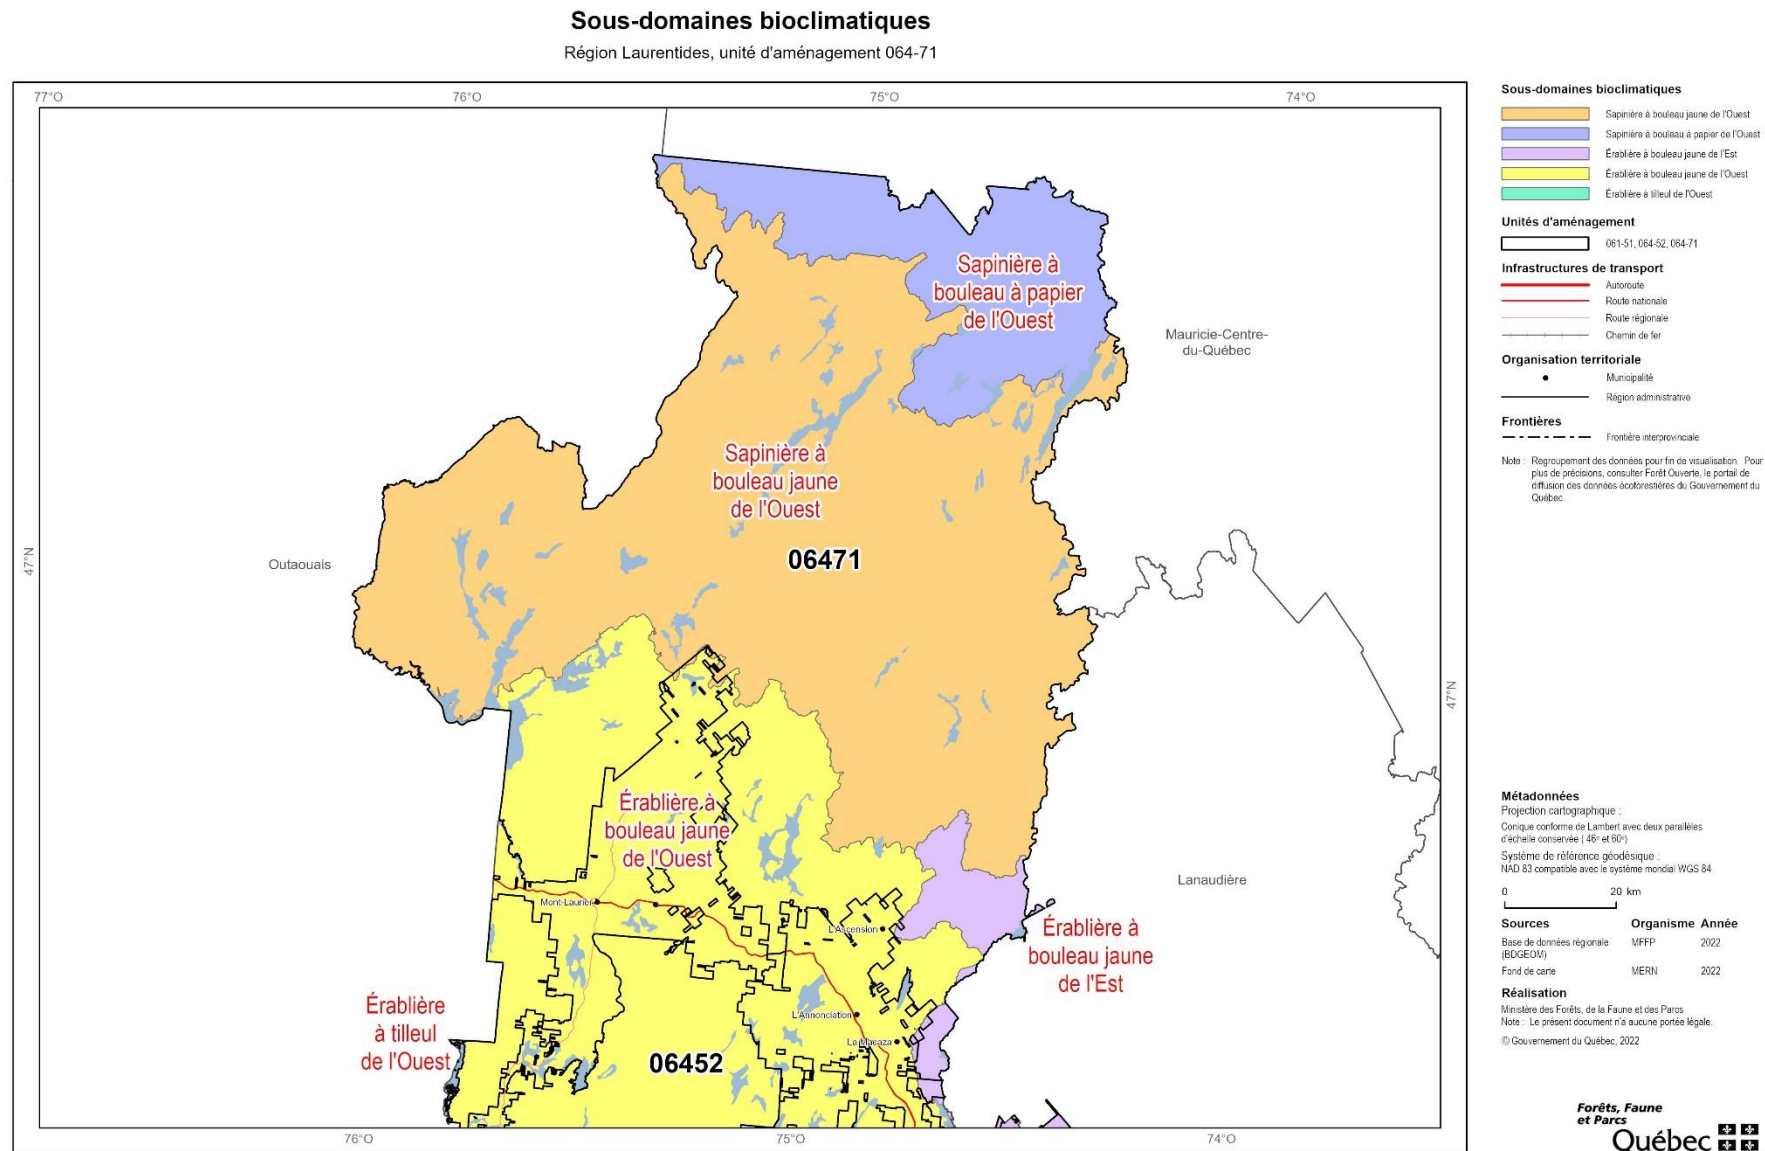 Sous-domaines bioclimatiques
Région Laurentides, unité d'aménagement 064-71
77°O
76°O
75°O
74°O
47°N
47°N
76°O
75°O
74°O
Sapinière à
bouleau à papier
de l'Ouest
Mauricie-Centre-
du-Québec
Sapinière à
bouleau jaune
de l'Ouest
06471
Outaouais
Érablière à
bouleau jaune
de l'Ouest
Lanaudière
Mont-Laurier
L'Ascension
Érablière à
bouleau jaune
de l'Est
Érablière
à tilleul
de l'Ouest
L'Annonciation
La Macaza
06452
Sous-domaines bioclimatiques
Sapinière à bouleau jaune de l'Ouest
Sapinière à bouleau à papier de l'Ouest
Érablière à bouleau jaune de l'Est
Érablière à bouleau jaune de l'Ouest
Érablière à tilleul de l'Ouest
Unités d'aménagement
061-51, 064-52, 064-71
Infrastructures de transport
Autoroute
Route nationale
Route régionale
Chemin de fer
Organisation territoriale
Municipalité
Région administrative
Frontières
Frontière interprovinciale
Note : Regroupement des données pour fin de visualisation. Pour
plus de précisions, consulter Forêt Ouverte, le portail de
diffusion des données écoforestières du Gouvernement du
Québec.
Métadonnées
Projection cartographique :
Conique conforme de Lambert avec deux parallèles
d'échelle conservée ( 46° et 60°)
Système de référence géodésique :
NAD 83 compatible avec le système mondial WGS 84
0 20 km
Sources Organisme Année
Base de données régionale MFFP 2022
(BDGEOM)
Fond de carte MERN 2022
Réalisation
Ministère des Forêts, de la Faune et des Parcs
Note : Le présent document n'a aucune portée légale.
© Gouvernement du Québec, 2022
Forêts, Faune
et Parcs
Québec